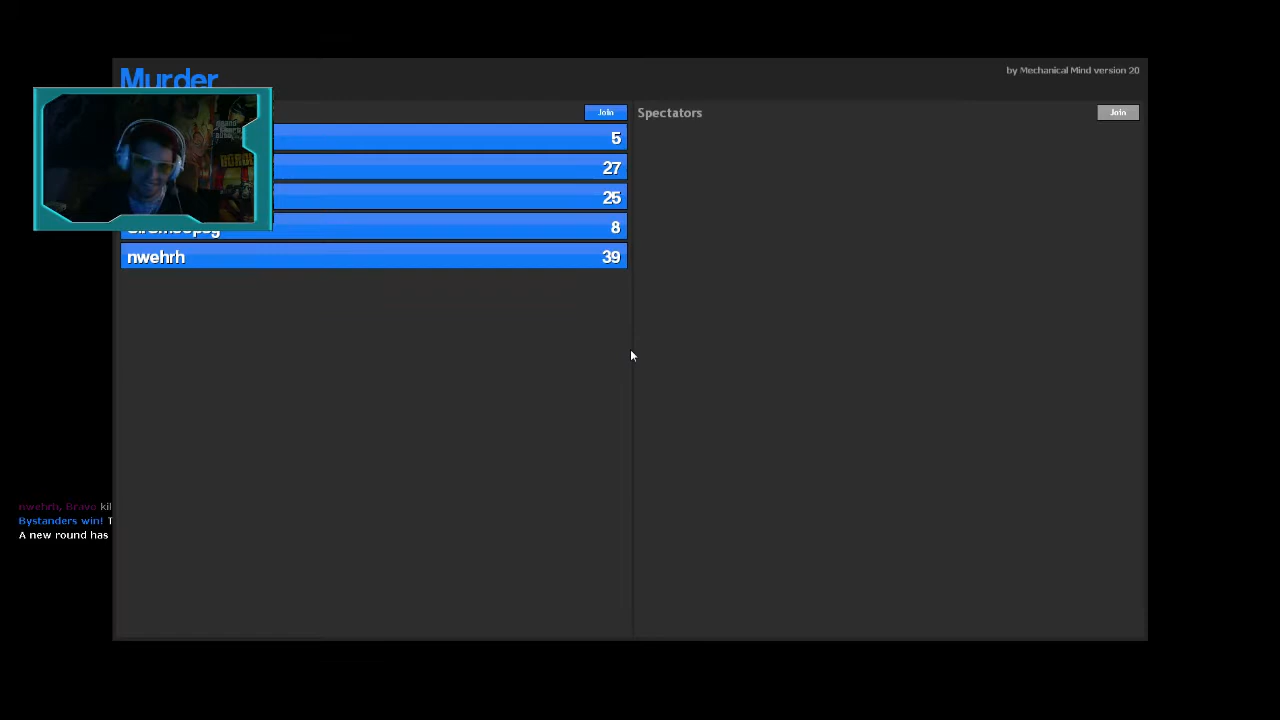 Murder
by Mechanical Mind version 20
Join
Spectators
Join
5
27
25
8
nwehrh 39
nwehrh, Bravo kil
Bystanders win! T
A new round has